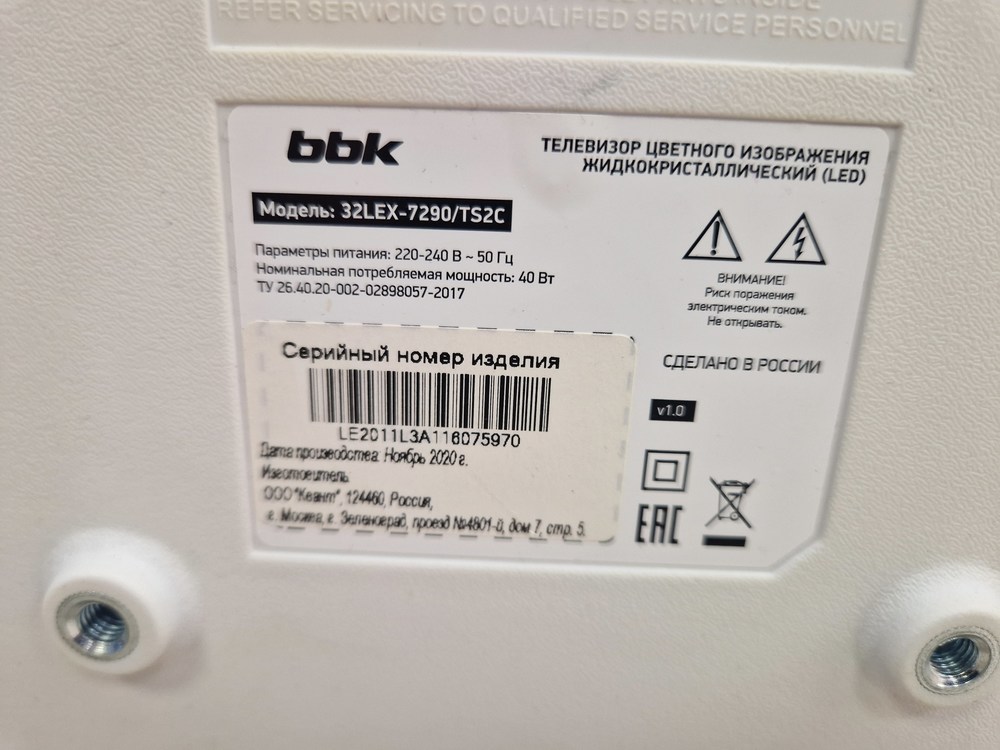 REFER SERVICING TO QUALIFIED SERVICE PERSONNEL
bbk
ТЕЛЕВИЗОР ЦВЕТНОГО ИЗОБРАЖЕНИЯ
ЖИДКОКРИСТАЛЛИЧЕСКИЙ (LED)
Модель: 32LEX-7290/TS2C
Параметры питания: 220-240 В ~ 50 Гц
Номинальная потребляемая мощность: 40 Вт
ТУ 26.40.20-002-02898057-2017
ВНИМАНИЕ!
Риск поражения
электрическим током.
Не открывать.
Серийный номер изделия
LE2011L3A116075970
Дата производства: Ноябрь 2020 г.
Изготовитель:
ООО"Квант", 124460, Россия,
г. Москва, г. Зеленоград, проезд №4801-й, дом 7, стр. 5.
СДЕЛАНО В РОССИИ
v1.0
EAC